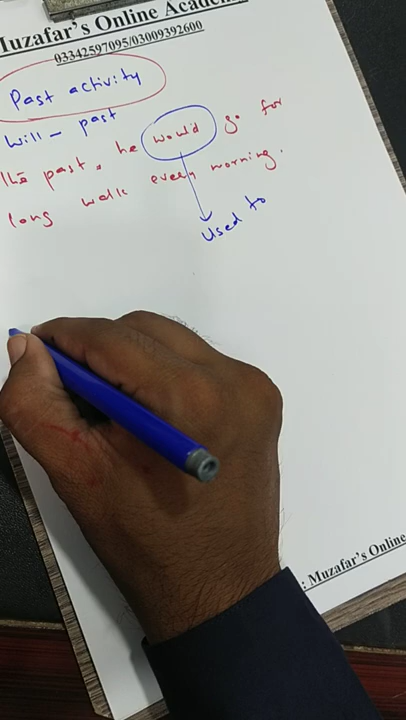 Muzafar's Online Academy
03342597095/03009392600
Past activity
Will - past
the past, he would go for
long walk every morning.
Used to
: Muzafar's Online